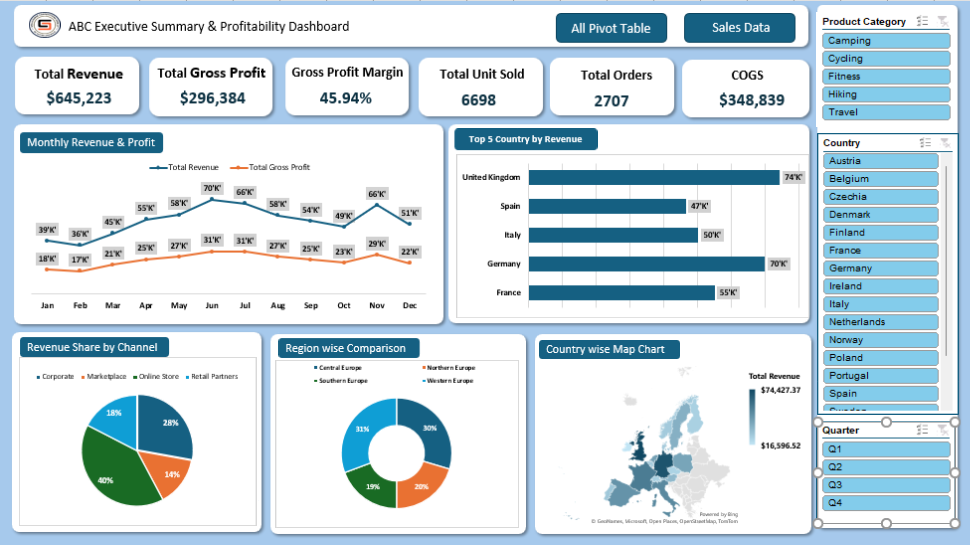 ABC Executive Summary & Profitability Dashboard
All Pivot Table
Sales Data
Total Revenue
$645,223
Total Gross Profit
$296,384
Gross Profit Margin
45.94%
Total Unit Sold
6698
Total Orders
2707
COGS
$348,839
Monthly Revenue & Profit
Total Revenue
Total Gross Profit
39'K'
36'K'
45'K'
55'K'
58'K'
70'K'
66'K'
58'K'
54'K'
49'K'
66'K'
51'K'
18'K'
17'K'
21'K'
25'K'
27'K'
31'K'
31'K'
27'K'
25'K'
23'K'
29'K'
22'K'
Jan
Feb
Mar
Apr
May
Jun
Jul
Aug
Sep
Oct
Nov
Dec
Top 5 Country by Revenue
United Kingdom
74'K'
Spain
47'K'
Italy
50'K'
Germany
70'K'
France
55'K'
Revenue Share by Channel
Corporate
Marketplace
Online Store
Retail Partners
18%
28%
14%
40%
Region wise Comparison
Central Europe
Northern Europe
Southern Europe
Western Europe
31%
30%
19%
20%
Country wise Map Chart
Total Revenue
$74,427.37
$16,596.52
Powered by Bing
© GeoNames, Microsoft, Open Places, OpenStreetMap, TomTom
Product Category
Camping
Cycling
Fitness
Hiking
Travel
Country
Austria
Belgium
Czechia
Denmark
Finland
France
Germany
Ireland
Italy
Netherlands
Norway
Poland
Portugal
Spain
Quarter
Q1
Q2
Q3
Q4